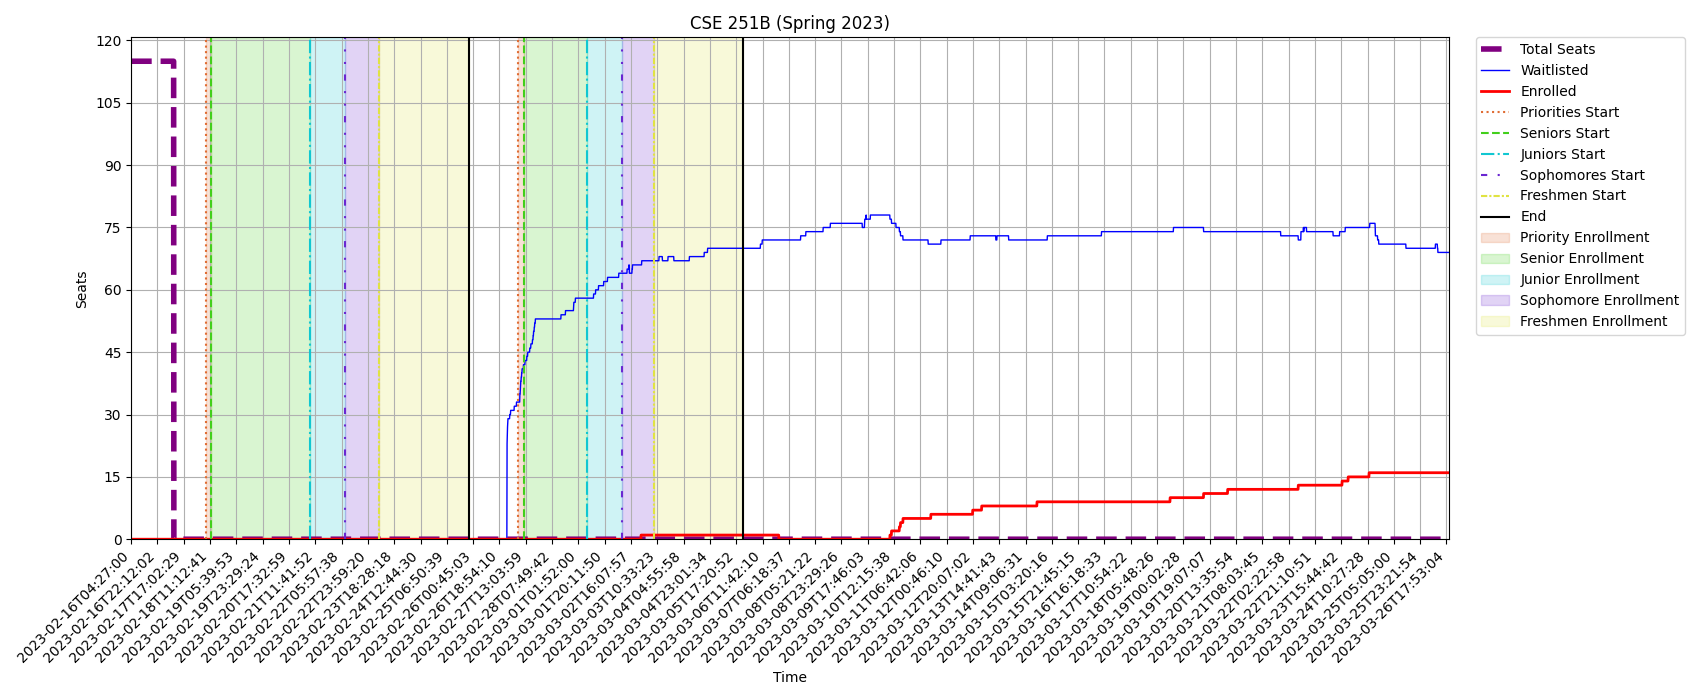 CSE 251B (Spring 2023)
Seats
120
105
90
75
60
45
30
15
0
2023-02-16T04:27:00
2023-02-16T22:12:02
2023-02-17T17:02:29
2023-02-18T11:12:41
2023-02-19T05:39:53
2023-02-19T23:29:24
2023-02-20T17:32:59
2023-02-21T11:41:52
2023-02-22T05:57:38
2023-02-22T23:59:20
2023-02-23T18:28:18
2023-02-24T12:44:30
2023-02-25T06:50:39
2023-02-26T00:45:03
2023-02-26T18:54:10
2023-02-27T13:03:59
2023-02-28T07:49:42
2023-03-01T01:52:00
2023-03-01T20:11:50
2023-03-02T16:07:57
2023-03-03T10:33:23
2023-03-04T04:55:58
2023-03-04T23:01:34
2023-03-05T17:20:52
2023-03-06T11:42:10
2023-03-07T06:18:37
2023-03-08T05:21:22
2023-03-08T23:29:26
2023-03-09T17:46:03
2023-03-10T12:15:38
2023-03-11T06:42:06
2023-03-12T00:46:10
2023-03-12T20:07:02
2023-03-13T14:41:43
2023-03-14T09:06:31
2023-03-15T03:20:16
2023-03-15T21:45:15
2023-03-16T16:18:33
2023-03-17T10:54:22
2023-03-18T05:48:26
2023-03-19T00:02:28
2023-03-19T19:07:07
2023-03-20T13:35:54
2023-03-21T08:03:45
2023-03-22T02:22:58
2023-03-22T21:10:51
2023-03-23T15:44:42
2023-03-24T10:27:28
2023-03-25T05:05:00
2023-03-25T23:21:54
2023-03-26T17:53:04
Time
Total Seats
Waitlisted
Enrolled
Priorities Start
Seniors Start
Juniors Start
Sophomores Start
Freshmen Start
End
Priority Enrollment
Senior Enrollment
Junior Enrollment
Sophomore Enrollment
Freshmen Enrollment